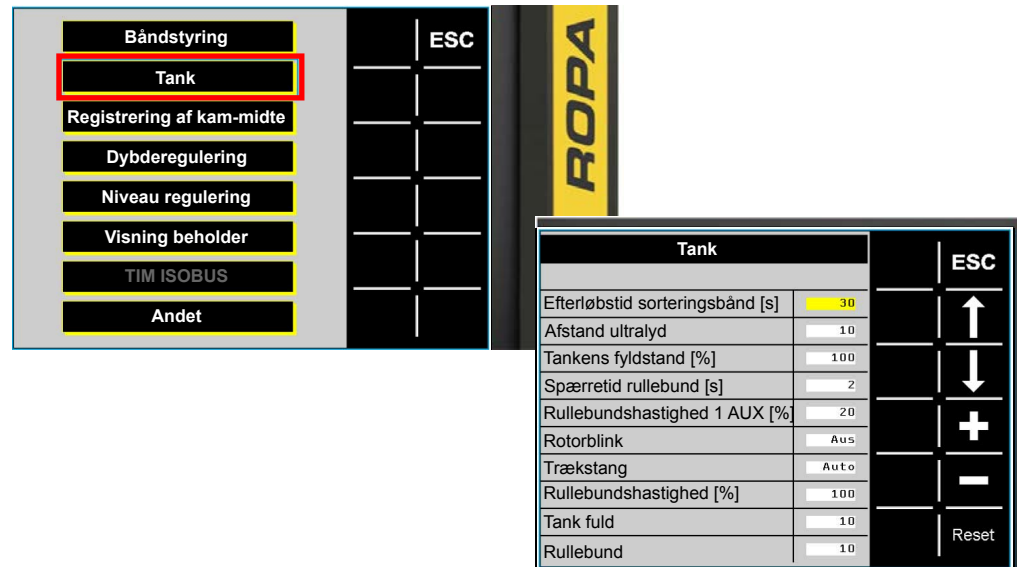 Båndstyring
ESC
Tank
Registrering af kam-midte
Dybderegulering
Niveau regulering
Visning beholder
TIM ISOBUS
Andet
ROPA
Tank
ESC
Efterløbstid sorteringsbånd [s] 30
Afstand ultralyd 10
Tankens fyldstand [%] 100
Spærretid rullebund [s] 2
Rullebundshastighed 1 AUX [%] 20
Rotorblink Aus
Trækstang Auto
Rullebundshastighed [%] 100
Tank fuld 10
Reset
Rullebund 10